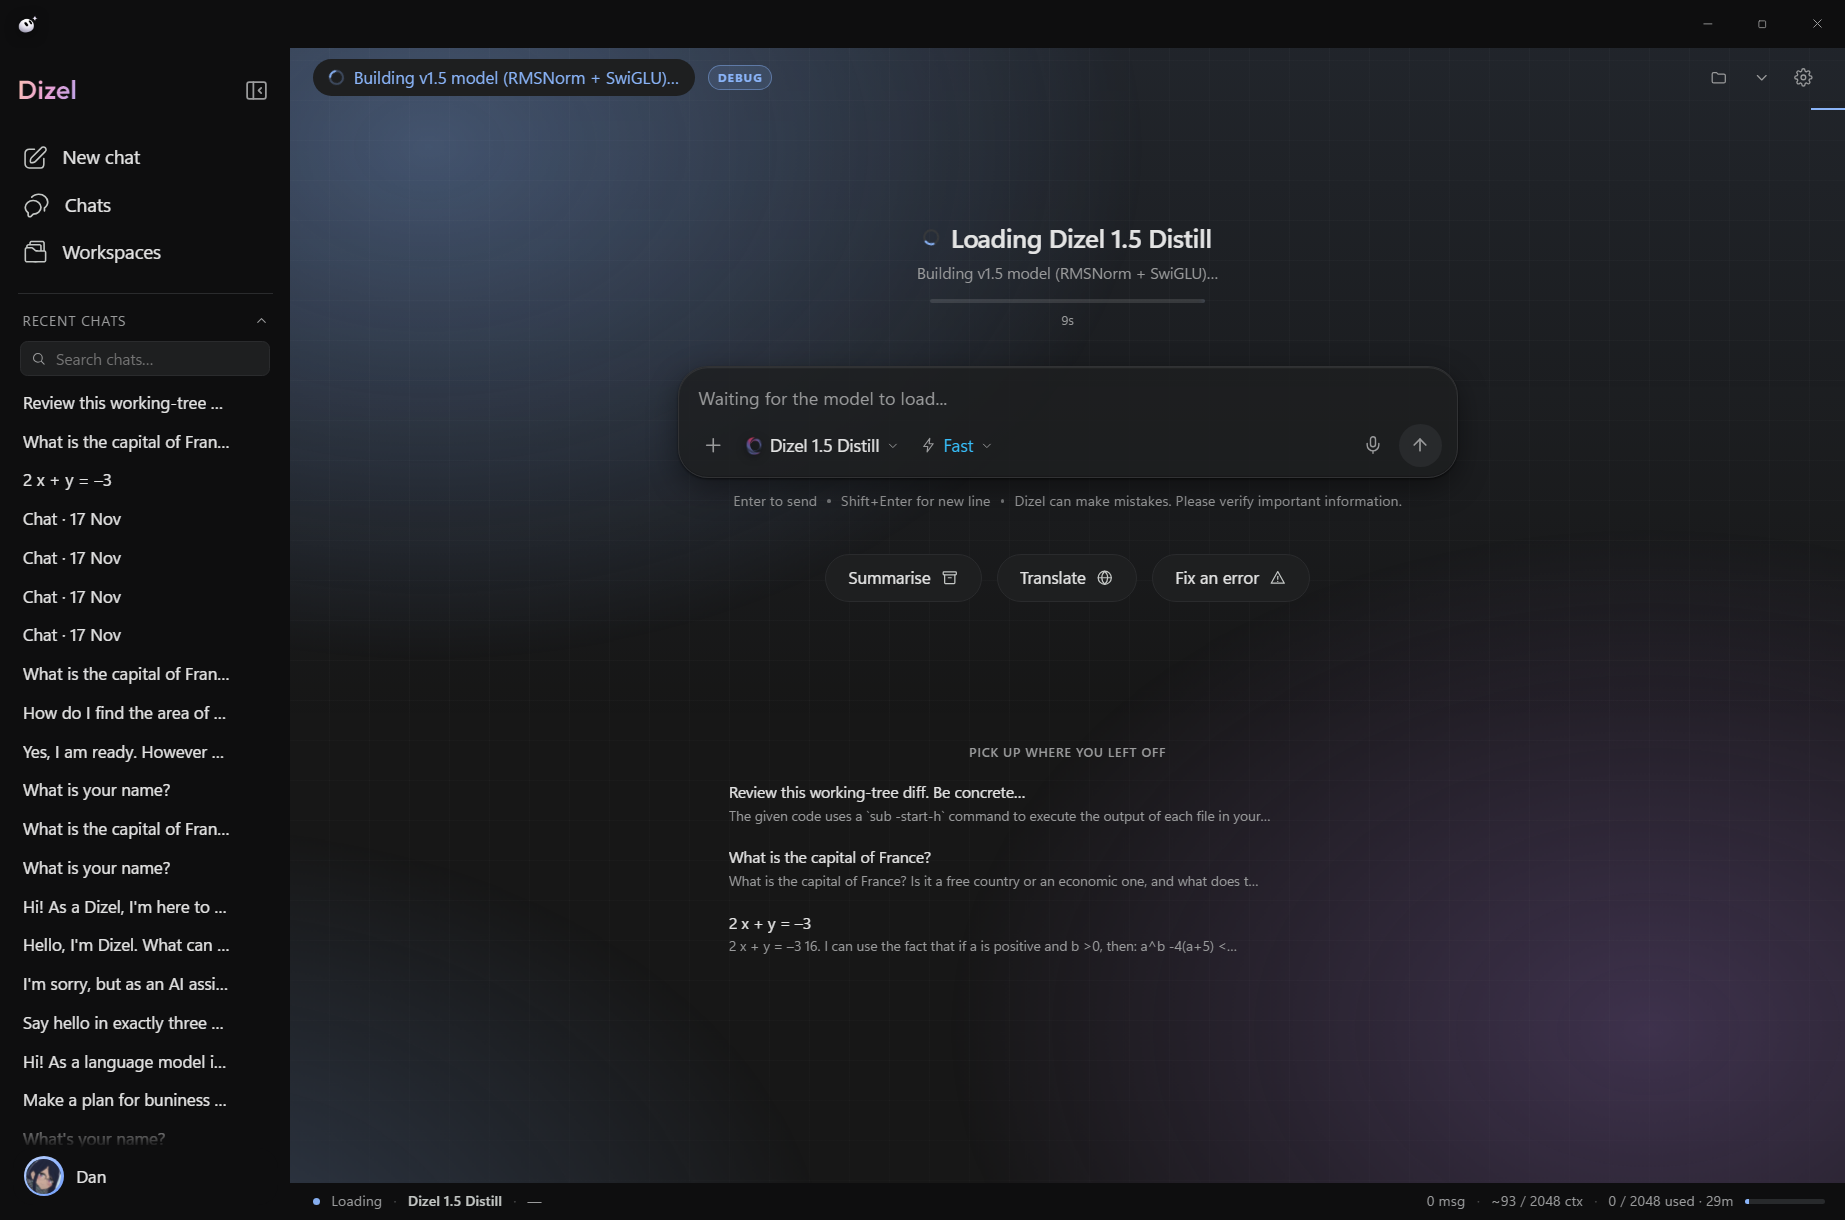 Dizel
New chat
Chats
Workspaces
RECENT CHATS
Search chats...
Review this working-tree ...
What is the capital of Fran...
2 x + y = –3
Chat · 17 Nov
Chat · 17 Nov
Chat · 17 Nov
Chat · 17 Nov
What is the capital of Fran...
How do I find the area of ...
Yes, I am ready. However ...
What is your name?
What is the capital of Fran...
What is your name?
Hi! As a Dizel, I'm here to ...
Hello, I'm Dizel. What can ...
I'm sorry, but as an AI assi...
Say hello in exactly three ...
Hi! As a language model i...
Make a plan for buniness ...
What's your name?
Dan
Building v1.5 model (RMSNorm + SwiGLU)... DEBUG
Loading Dizel 1.5 Distill
Building v1.5 model (RMSNorm + SwiGLU)...
9s
Waiting for the model to load...
Dizel 1.5 Distill Fast
Enter to send • Shift+Enter for new line • Dizel can make mistakes. Please verify important information.
Summarise Translate Fix an error
PICK UP WHERE YOU LEFT OFF
Review this working-tree diff. Be concrete...
The given code uses a `sub -start-h` command to execute the output of each file in your...
What is the capital of France?
What is the capital of France? Is it a free country or an economic one, and what does t...
2 x + y = –3
2 x + y = –3 16. I can use the fact that if a is positive and b >0, then: a^b -4(a+5) <...
Loading · Dizel 1.5 Distill · — 0 msg · ~93 / 2048 ctx · 0 / 2048 used · 29m